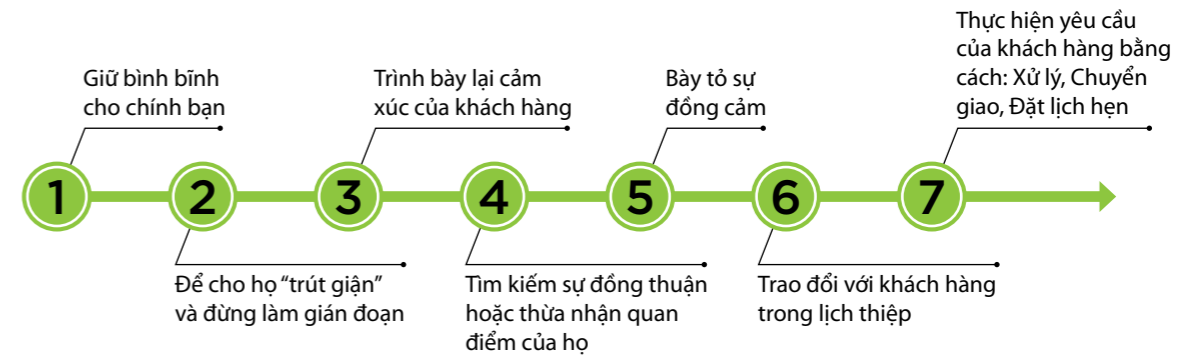 Giữ bình bĩnh
cho chính bạn
Trình bày lại cảm
xúc của khách hàng
Bày tỏ sự
đồng cảm
Thực hiện yêu cầu
của khách hàng bằng
cách: Xử lý, Chuyển
giao, Đặt lịch hẹn
1
2
3
4
5
6
7
Để cho họ “trút giận”
và đừng làm gián đoạn
Tìm kiếm sự đồng thuận
hoặc thừa nhận quan
điểm của họ
Trao đổi với khách hàng
trong lịch thiệp